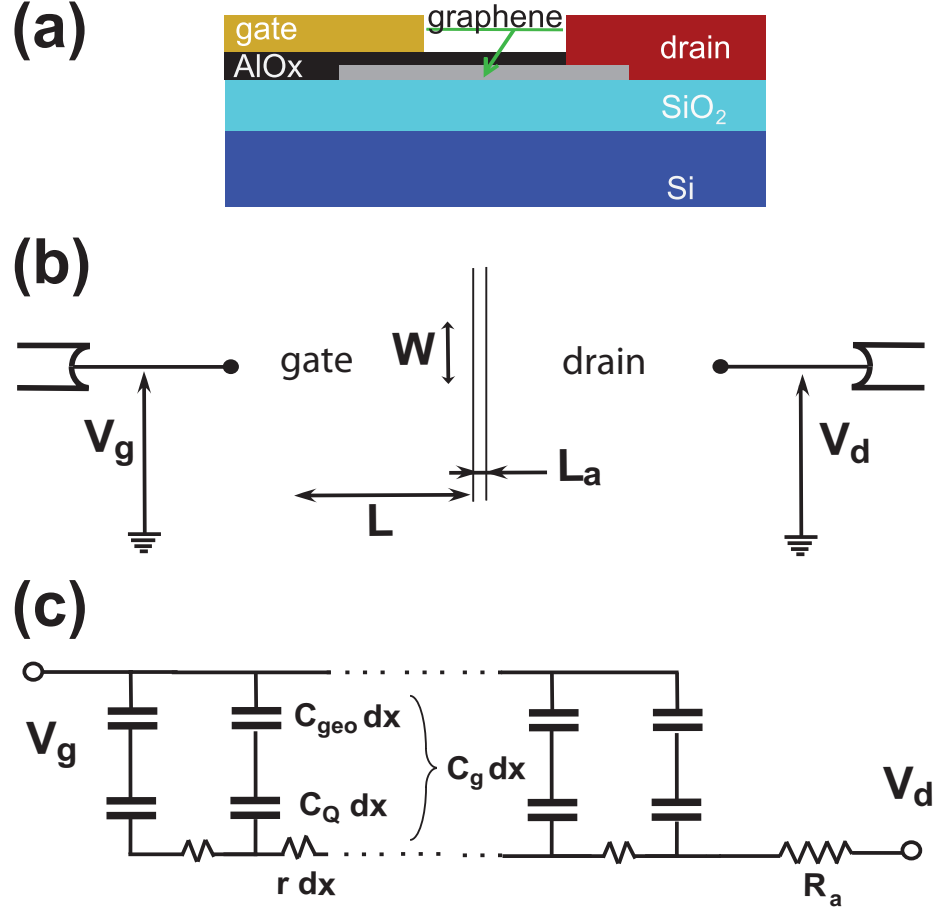 (a)
graphene
gate
drain
AlOx
SiO2
Si
(b)
gate
W
drain
Vg
Vd
La
L
(c)
Vg
Cgeo dx
Cg dx
CQ dx
Vd
r dx
Ra